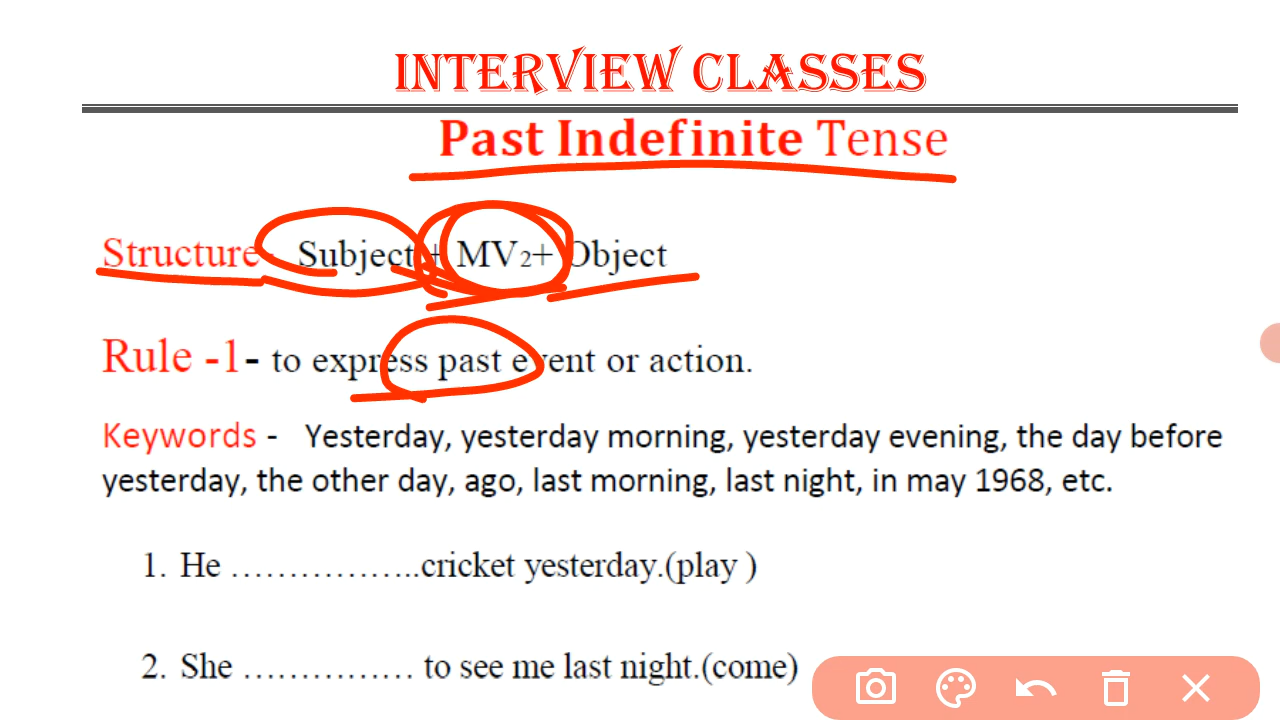 INTERVIEW CLASSES
Past Indefinite Tense
Structure - Subject + MV2+ Object
Rule -1- to express past event or action.
Keywords - Yesterday, yesterday morning, yesterday evening, the day before
yesterday, the other day, ago, last morning, last night, in may 1968, etc.
1. He ……………..cricket yesterday.(play )
2. She …………… to see me last night.(come)